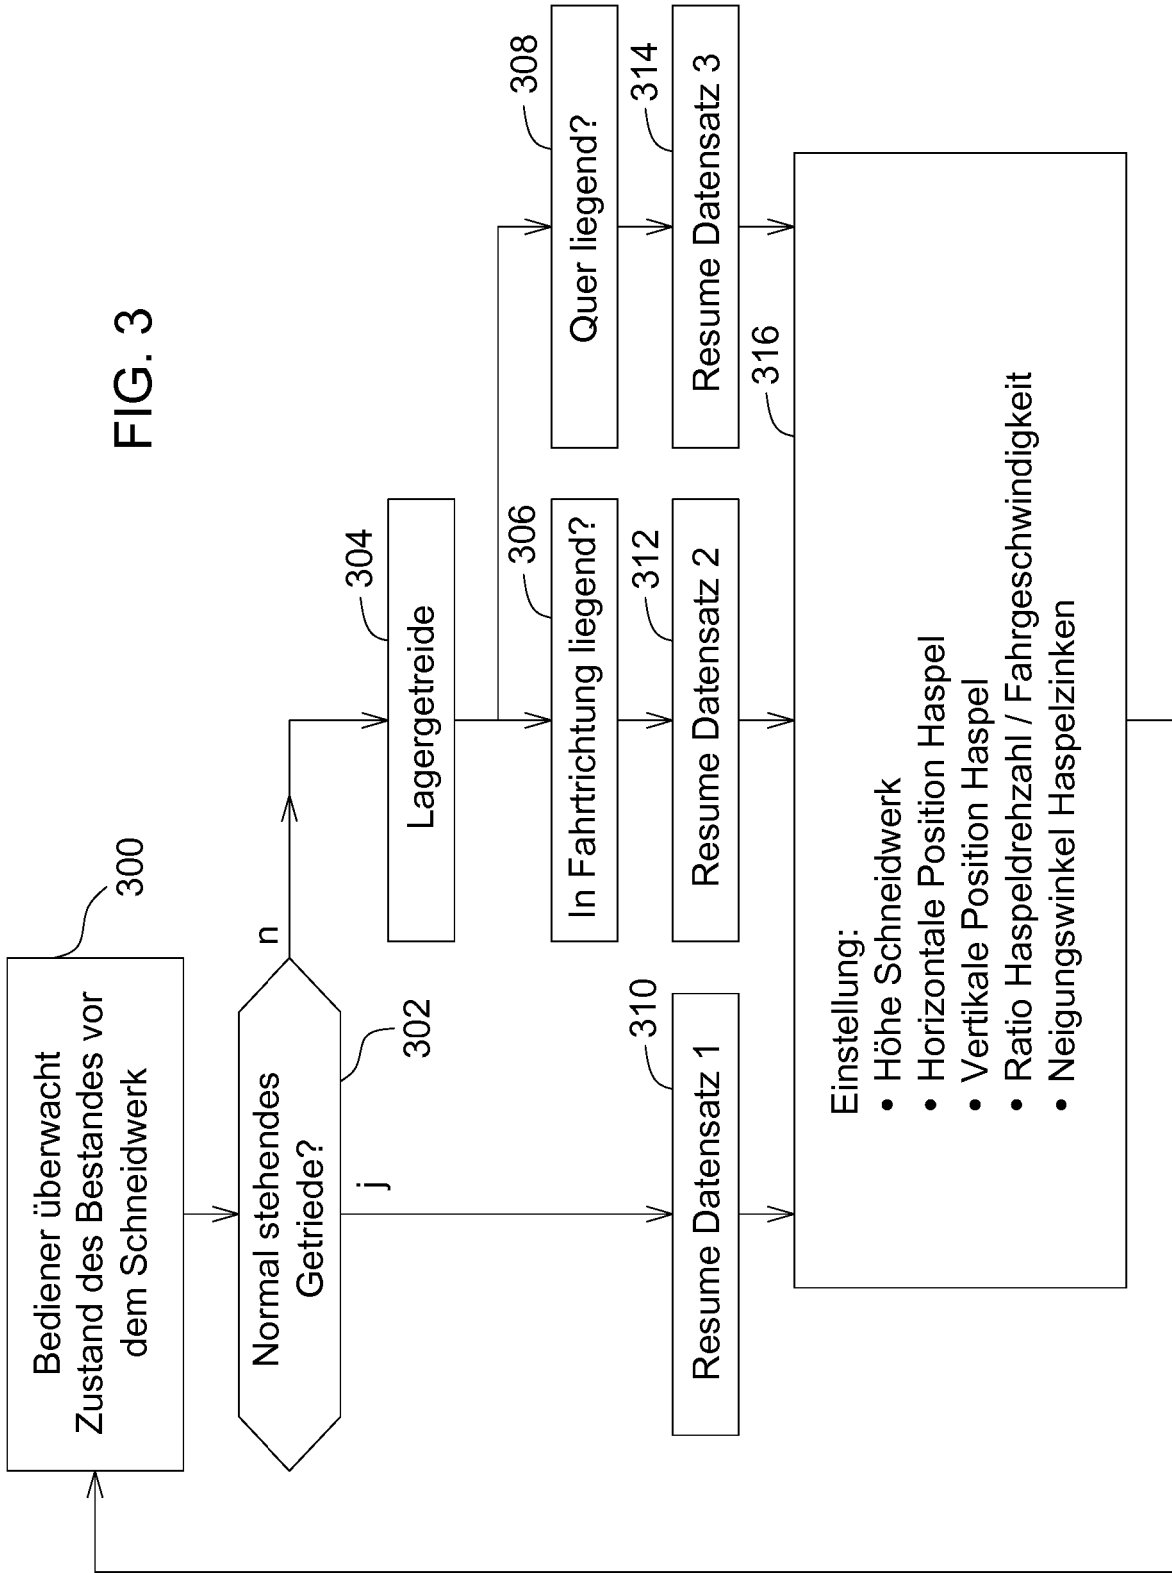 FIG. 3
Bediener überwacht
Zustand des Bestandes vor
dem Schneidwerk
300
Normal stehendes
Getriede?
302
n
j
Lagergetreide
304
In Fahrtrichtung liegend?
306
Quer liegend?
308
Resume Datensatz 1
310
Resume Datensatz 2
312
Resume Datensatz 3
314
316
Einstellung:
• Höhe Schneidwerk
• Horizontale Position Haspel
• Vertikale Position Haspel
• Ratio Haspeldrehzahl / Fahrgeschwindigkeit
• Neigungswinkel Haspelzinken